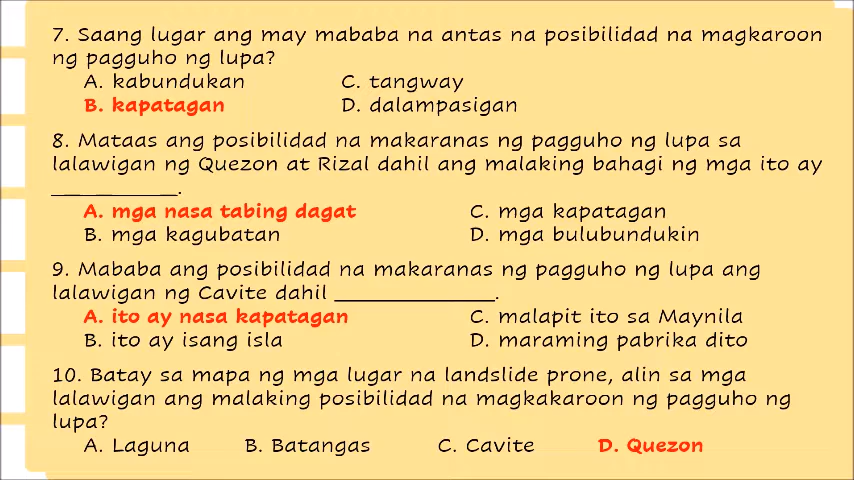 7. Saang lugar ang may mababa na antas na posibilidad na magkaroon
ng pagguho ng lupa?
A. kabundukan C. tangway
B. kapatagan D. dalampasigan
8. Mataas ang posibilidad na makaranas ng pagguho ng lupa sa
lalawigan ng Quezon at Rizal dahil ang malaking bahagi ng mga ito ay
____________.
A. mga nasa tabing dagat C. mga kapatagan
B. mga kagubatan D. mga bulubundukin
9. Mababa ang posibilidad na makaranas ng pagguho ng lupa ang
lalawigan ng Cavite dahil _______________.
A. ito ay nasa kapatagan C. malapit ito sa Maynila
B. ito ay isang isla D. maraming pabrika dito
10. Batay sa mapa ng mga lugar na landslide prone, alin sa mga
lalawigan ang malaking posibilidad na magkakaroon ng pagguho ng
lupa?
A. Laguna B. Batangas C. Cavite D. Quezon